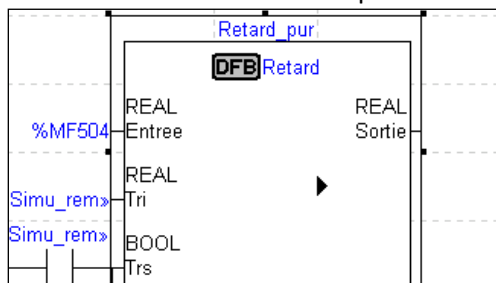 Retard_pur
DFB Retard
REAL REAL
%MF504 Entree Sortie
REAL
Simu_rem» Tri
Simu_rem» BOOL
Trs